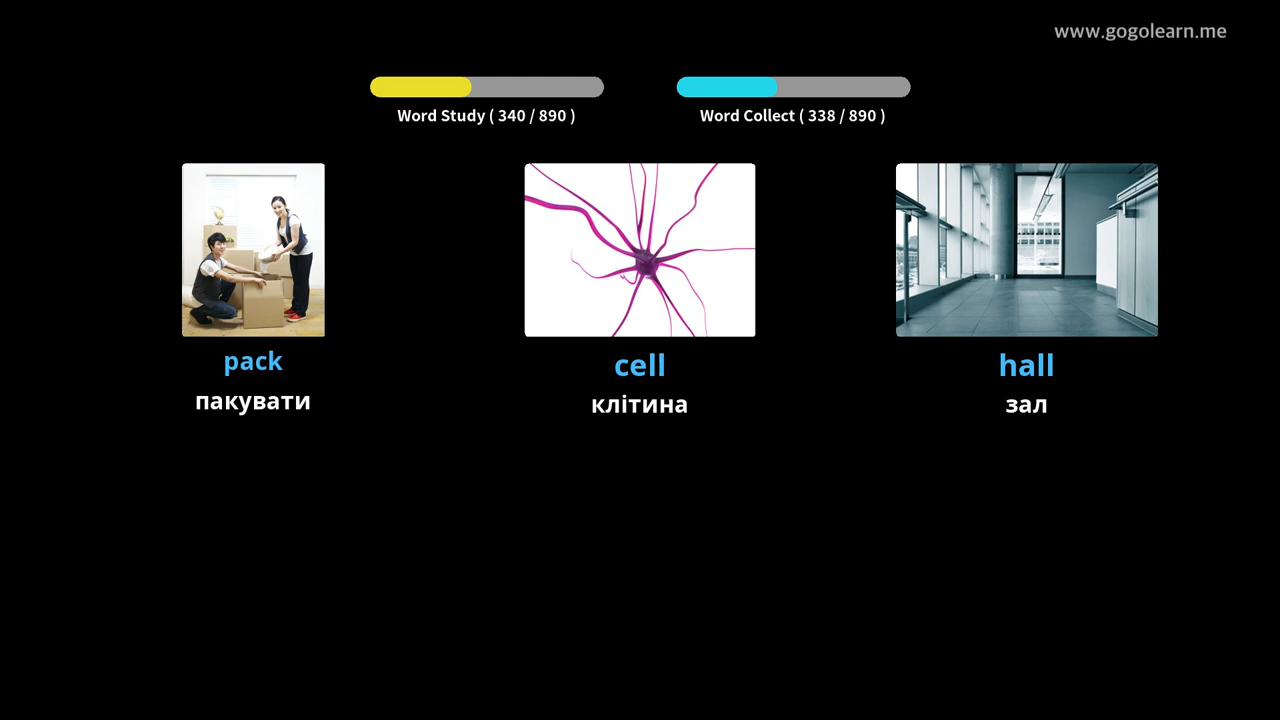 www.gogolearn.me
Word Study ( 340 / 890 )
Word Collect ( 338 / 890 )
pack
cell
hall
пакувати
клітина
зал